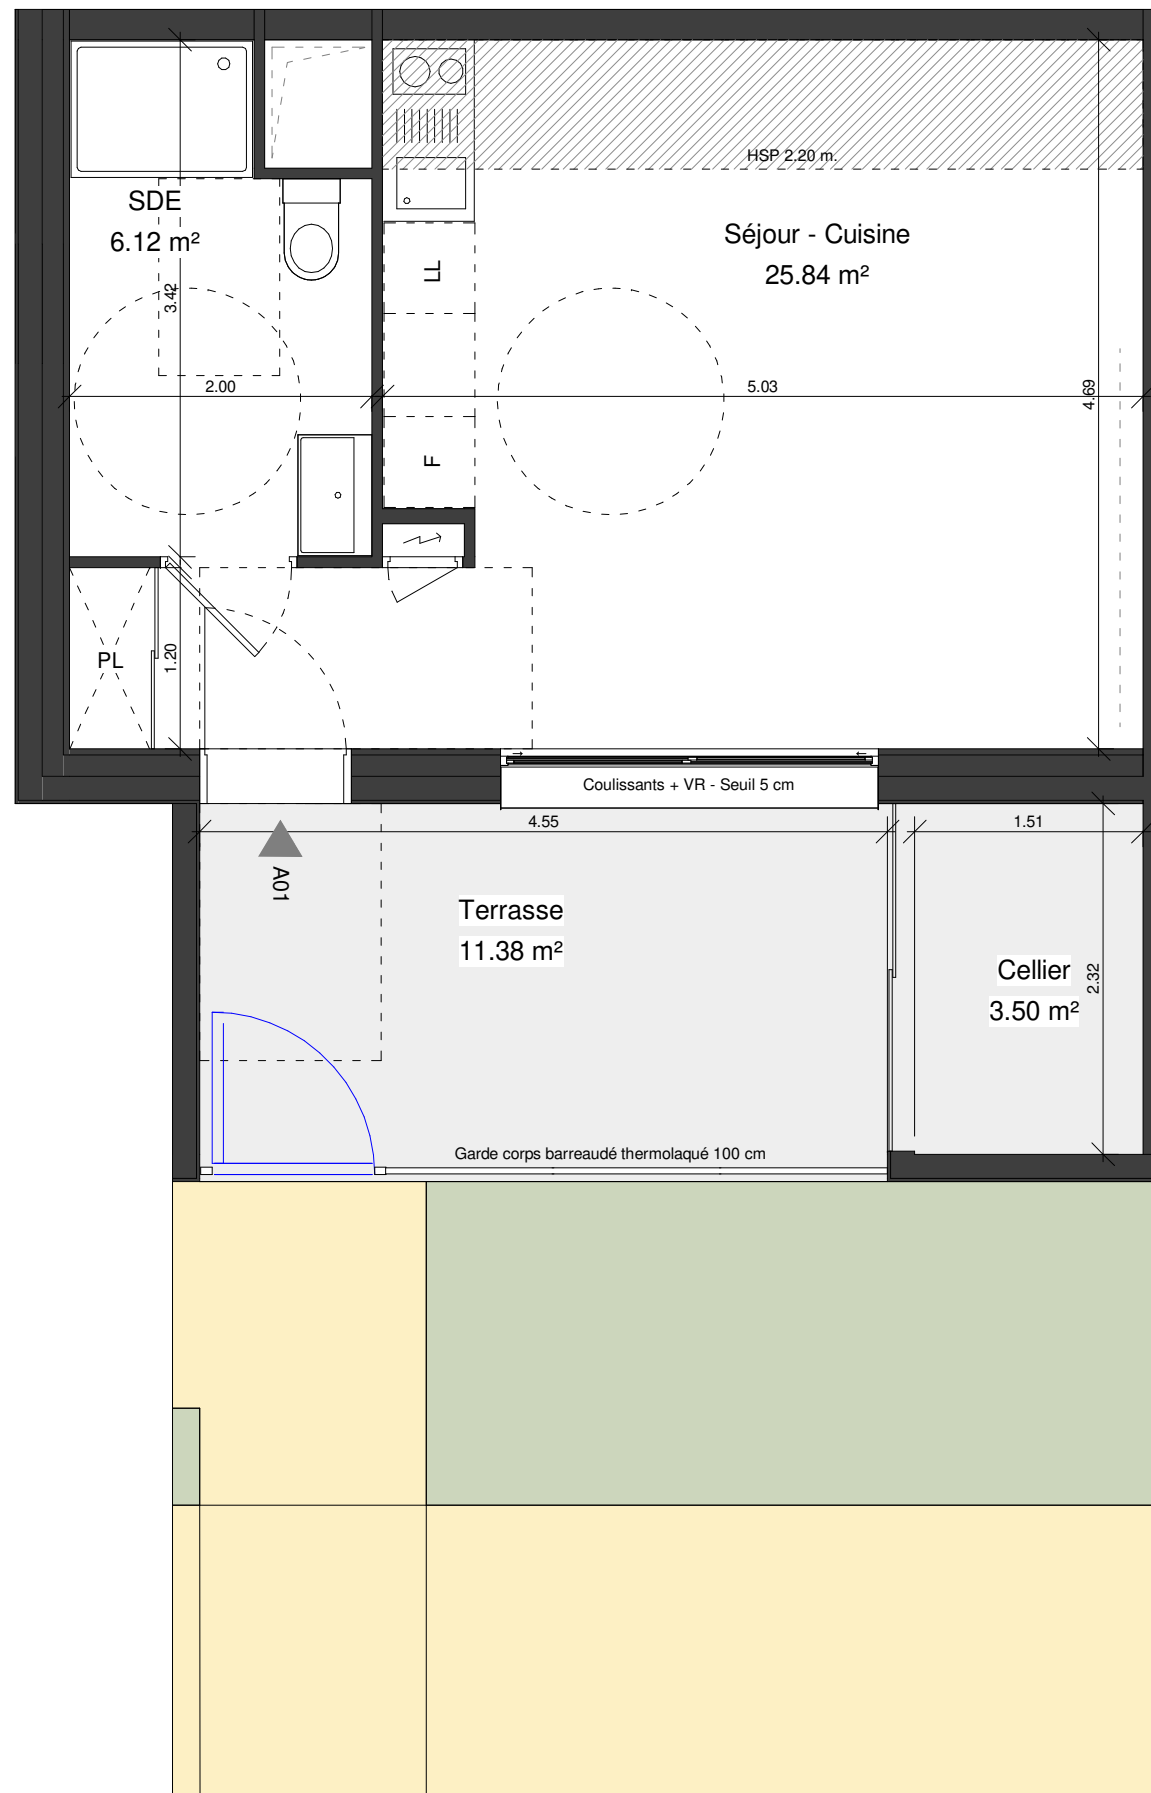 HSP 2.20 m.
SDE
6.12 m²
Séjour - Cuisine
25.84 m²
LL
3.42
2.00
5.03
4.69
F
PL
1.20
Coulissants + VR - Seuil 5 cm
4.55
1.51
A01
Terrasse
11.38 m²
Cellier
3.50 m²
2.32
Garde corps barreaudé thermolaqué 100 cm